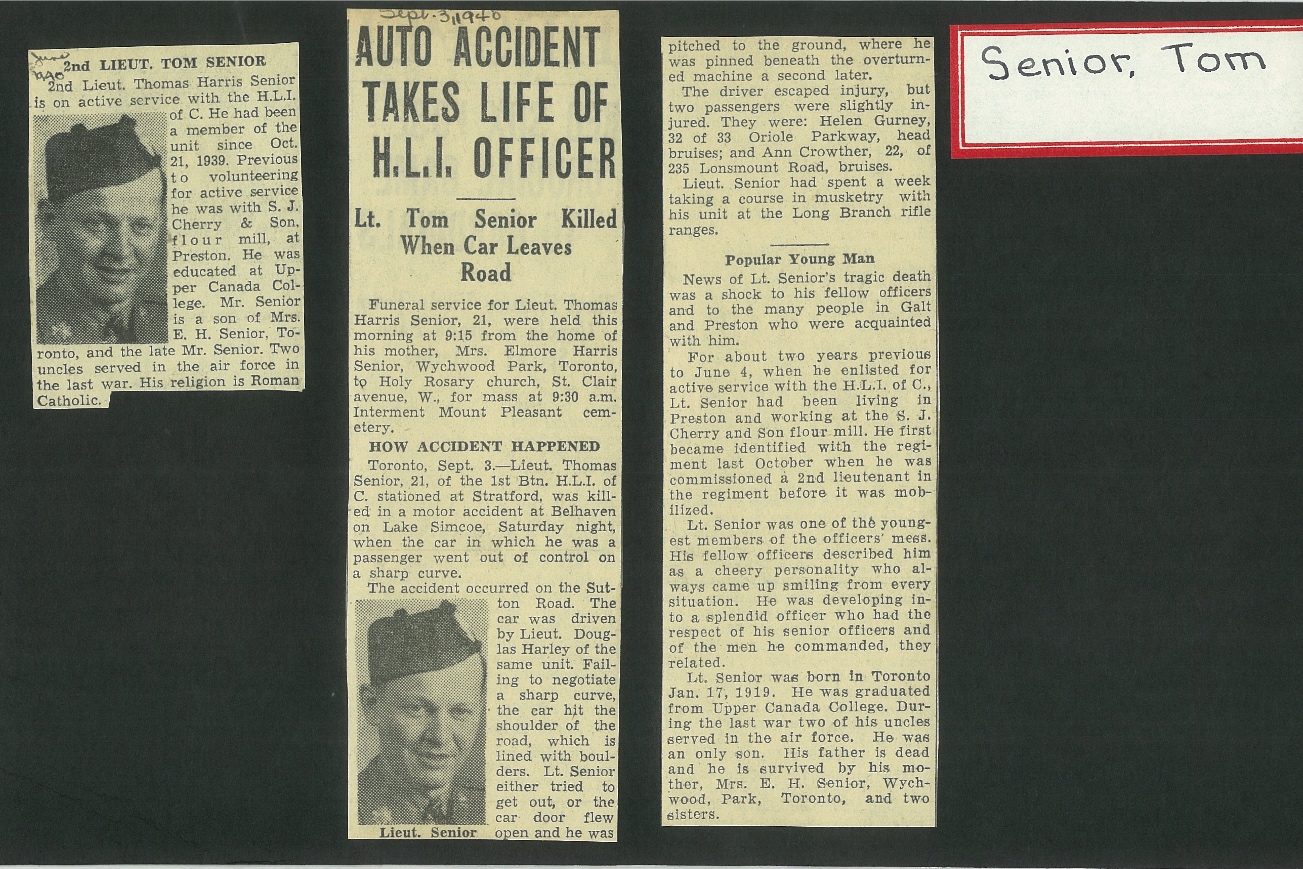 June
1940
2nd LIEUT. TOM SENIOR
2nd Lieut. Thomas Harris Senior
is on active service with the H.L.I.
of C. He had been
a member of the
unit since Oct.
21, 1939. Previous
to volunteering
for active service
he was with S. J.
Cherry & Son,
flour mill, at
Preston. He was
educated at Up-
per Canada Col-
lege. Mr. Senior
is a son of Mrs.
E. H. Senior, To-
ronto, and the late Mr. Senior. Two
uncles served in the air force in
the last war. His religion is Roman
Catholic.
Sept. 3, 1940
AUTO ACCIDENT
TAKES LIFE OF
H.L.I. OFFICER
Lt. Tom Senior Killed
When Car Leaves
Road
Funeral service for Lieut. Thomas
Harris Senior, 21, were held this
morning at 9:15 from the home of
his mother, Mrs. Elmore Harris
Senior, Wychwood Park, Toronto,
to Holy Rosary church, St. Clair
avenue, W., for mass at 9:30 a.m.
Interment Mount Pleasant cem-
etery.
HOW ACCIDENT HAPPENED
Toronto, Sept. 3.—Lieut. Thomas
Senior, 21, of the 1st Btn. H.L.I. of
C. stationed at Stratford, was kill-
ed in a motor accident at Belhaven
on Lake Simcoe, Saturday night,
when the car in which he was a
passenger went out of control on
a sharp curve.
The accident occurred on the Sut-
ton Road. The
car was driven
by Lieut. Doug-
las Harley of the
same unit. Fail-
ing to negotiate
a sharp curve,
the car hit the
shoulder of the
road, which is
lined with boul-
ders. Lt. Senior
either tried to
get out, or the
car door flew
open and he was
Lieut. Senior
pitched to the ground, where he
was pinned beneath the overturn-
ed machine a second later.
The driver escaped injury, but
two passengers were slightly in-
jured. They were: Helen Gurney,
32 of 33 Oriole Parkway, head
bruises; and Ann Crowther, 22, of
235 Lonsmount Road, bruises.
Lieut. Senior had spent a week
taking a course in musketry with
his unit at the Long Branch rifle
ranges.
Popular Young Man
News of Lt. Senior's tragic death
was a shock to his fellow officers
and to the many people in Galt
and Preston who were acquainted
with him.
For about two years previous
to June 4, when he enlisted for
active service with the H.L.I. of C.,
Lt. Senior had been living in
Preston and working at the S. J.
Cherry and Son flour mill. He first
became identified with the regi-
ment last October when he was
commissioned a 2nd lieutenant in
the regiment before it was mob-
ilized.
Lt. Senior was one of the young-
est members of the officers' mess.
His fellow officers described him
as a cheery personality who al-
ways came up smiling from every
situation. He was developing in-
to a splendid officer who had the
respect of his senior officers and
of the men he commanded, they
related.
Lt. Senior was born in Toronto
Jan. 17, 1919. He was graduated
from Upper Canada College. Dur-
ing the last war two of his uncles
served in the air force. He was
an only son. His father is dead
and he is survived by his mo-
ther, Mrs. E. H. Senior, Wych-
wood, Park, Toronto, and two
sisters.
Senior, Tom